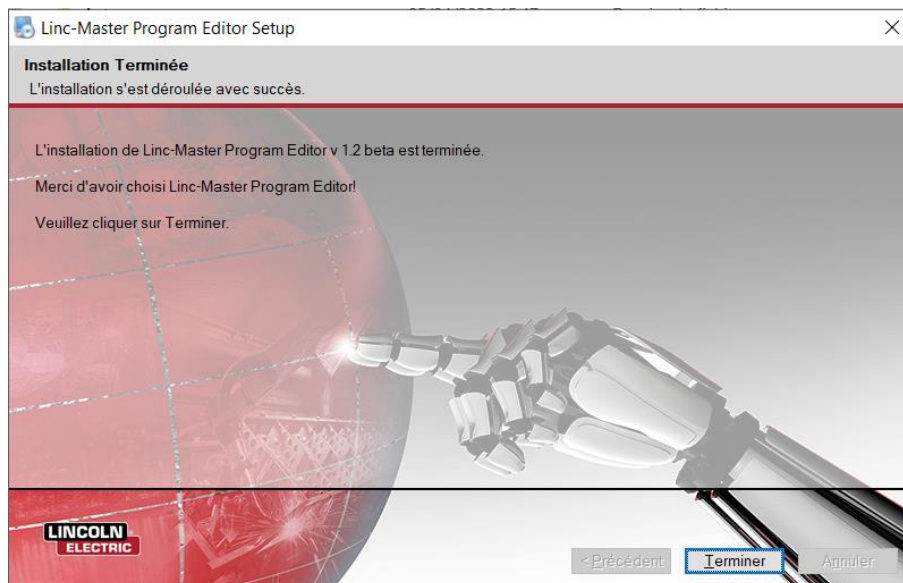 Linc-Master Program Editor Setup
Installation Terminée
L'installation s'est déroulée avec succès.
L'installation de Linc-Master Program Editor v 1.2 beta est terminée.
Merci d'avoir choisi Linc-Master Program Editor!
Veuillez cliquer sur Terminer.
LINCOLN
ELECTRIC
< Précédent Terminer Annuler